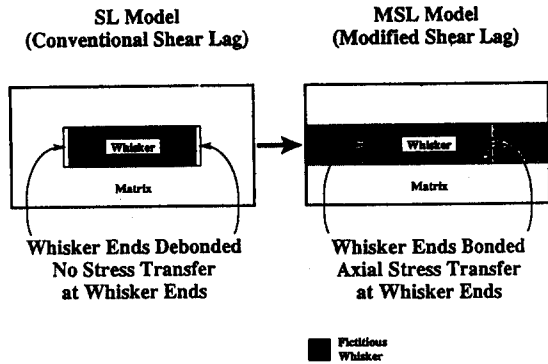 SL Model
(Conventional Shear Lag)
MSL Model
(Modified Shear Lag)
Whisker
Matrix
Whisker
Matrix
Whisker Ends Debonded
No Stress Transfer
at Whisker Ends
Whisker Ends Bonded
Axial Stress Transfer
at Whisker Ends
Fictitious
Whisker